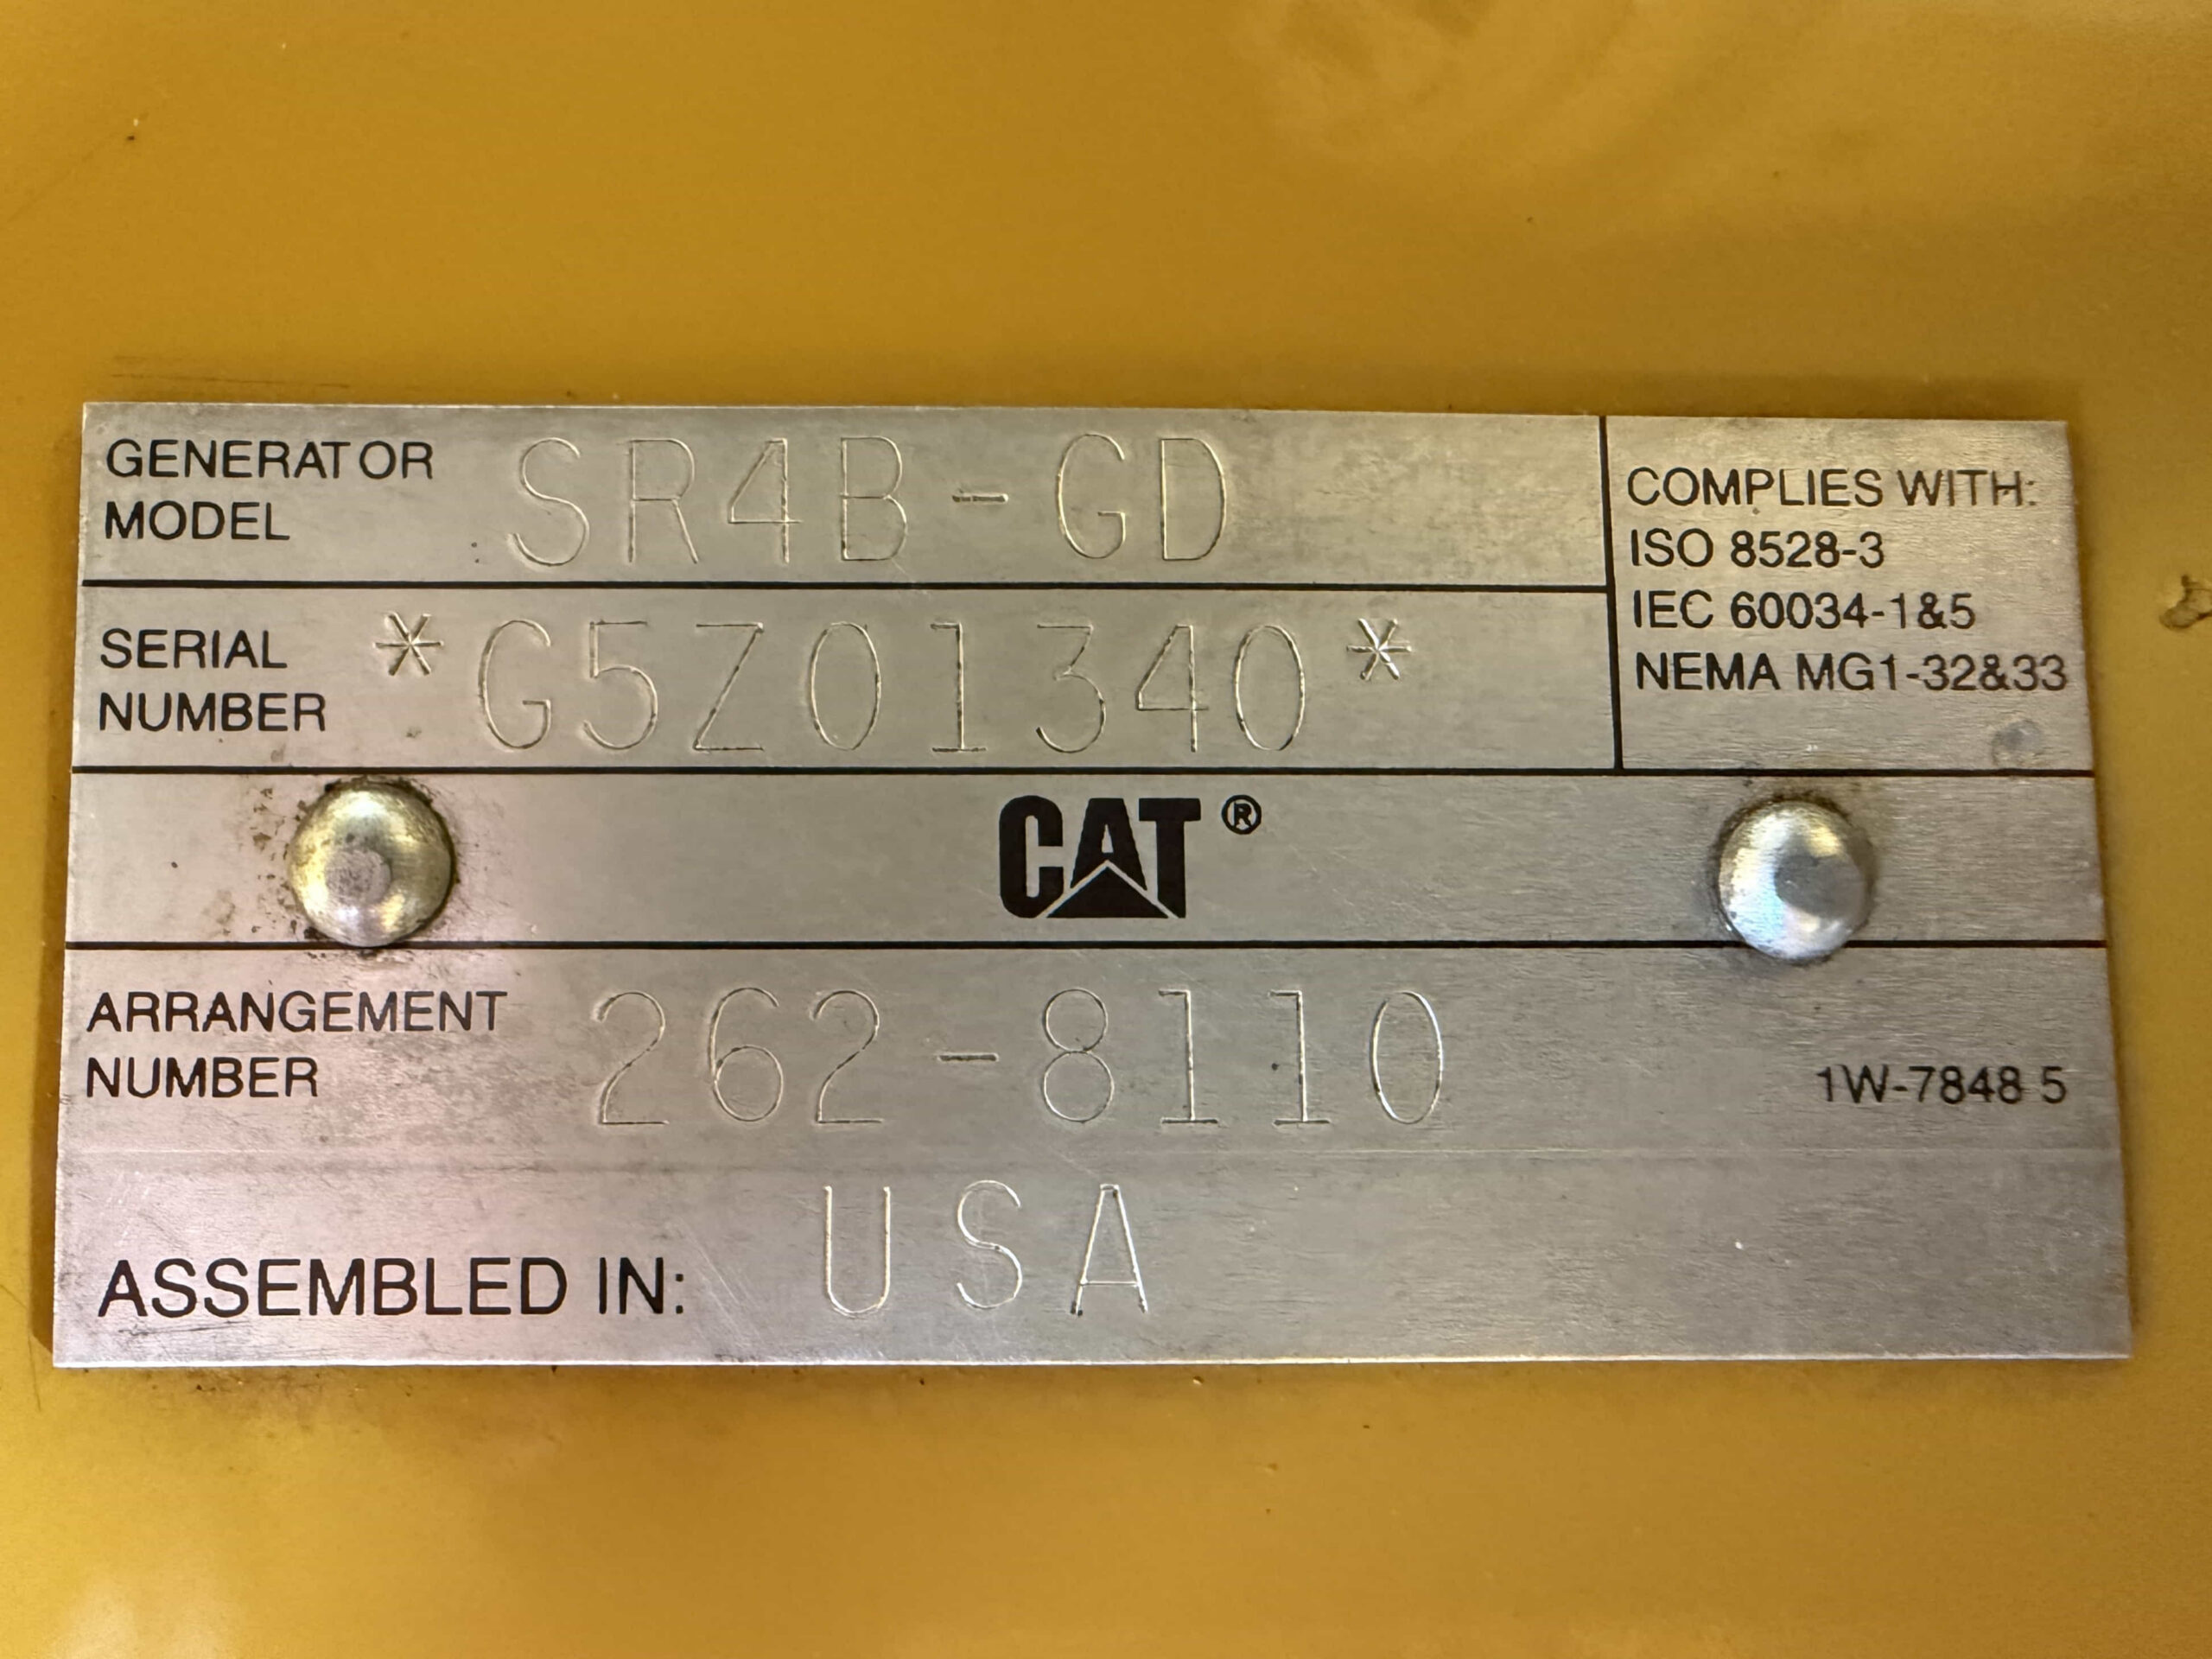 GENERATOR
MODEL
SR4B-GD
SERIAL
NUMBER
*G5Z01340*
COMPLIES WITH:
ISO 8528-3
IEC 60034-1&5
NEMA MG1-32&33
CAT®
ARRANGEMENT
NUMBER
262-8110
1W-7848 5
ASSEMBLED IN: USA